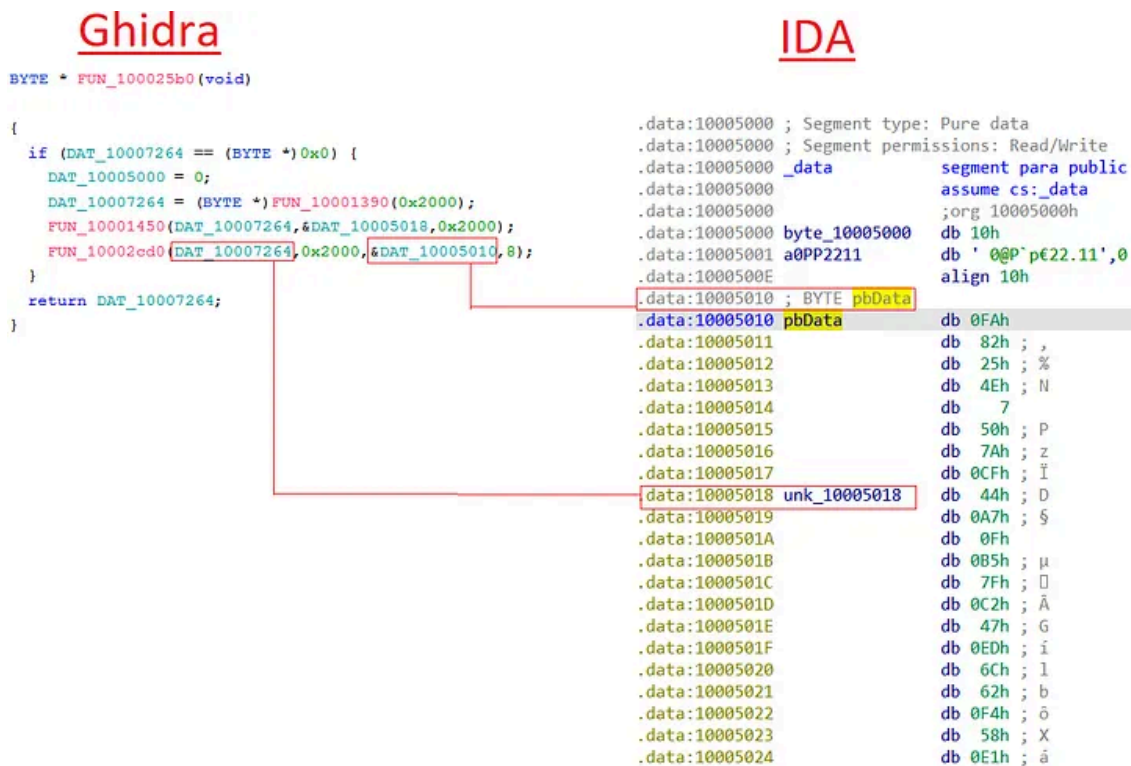 Ghidra
BYTE * FUN_100025b0(void)
{
if (DAT_10007264 == (BYTE *)0x0) {
DAT_10005000 = 0;
DAT_10007264 = (BYTE *)FUN_10001390(0x2000);
FUN_10001450(DAT_10007264,&DAT_10005018,0x2000);
FUN_10002cd0(DAT_10007264,0x2000,&DAT_10005010,8);
}
return DAT_10007264;
}
IDA
.data:10005000 ; Segment type: Pure data
.data:10005000 ; Segment permissions: Read/Write
.data:10005000 _data segment para public
.data:10005000 assume cs:_data
.data:10005000 ;org 10005000h
.data:10005000 byte_10005000 db 10h
.data:10005001 a0PP2211 db ' 0@P`p€22.11',0
.data:1000500E align 10h
.data:10005010 ; BYTE pbData
.data:10005010 pbData db 0FAh
.data:10005011 db 82h ; ,
.data:10005012 db 25h ; %
.data:10005013 db 4Eh ; N
.data:10005014 db 7
.data:10005015 db 50h ; P
.data:10005016 db 7Ah ; z
.data:10005017 db 0CFh ; Ï
.data:10005018 unk_10005018 db 44h ; D
.data:10005019 db 0A7h ; §
.data:1000501A db 0Fh
.data:1000501B db 0B5h ; µ
.data:1000501C db 7Fh ; 
.data:1000501D db 0C2h ; Â
.data:1000501E db 47h ; G
.data:1000501F db 0EDh ; í
.data:10005020 db 6Ch ; l
.data:10005021 db 62h ; b
.data:10005022 db 0F4h ; ô
.data:10005023 db 58h ; X
.data:10005024 db 0E1h ; á